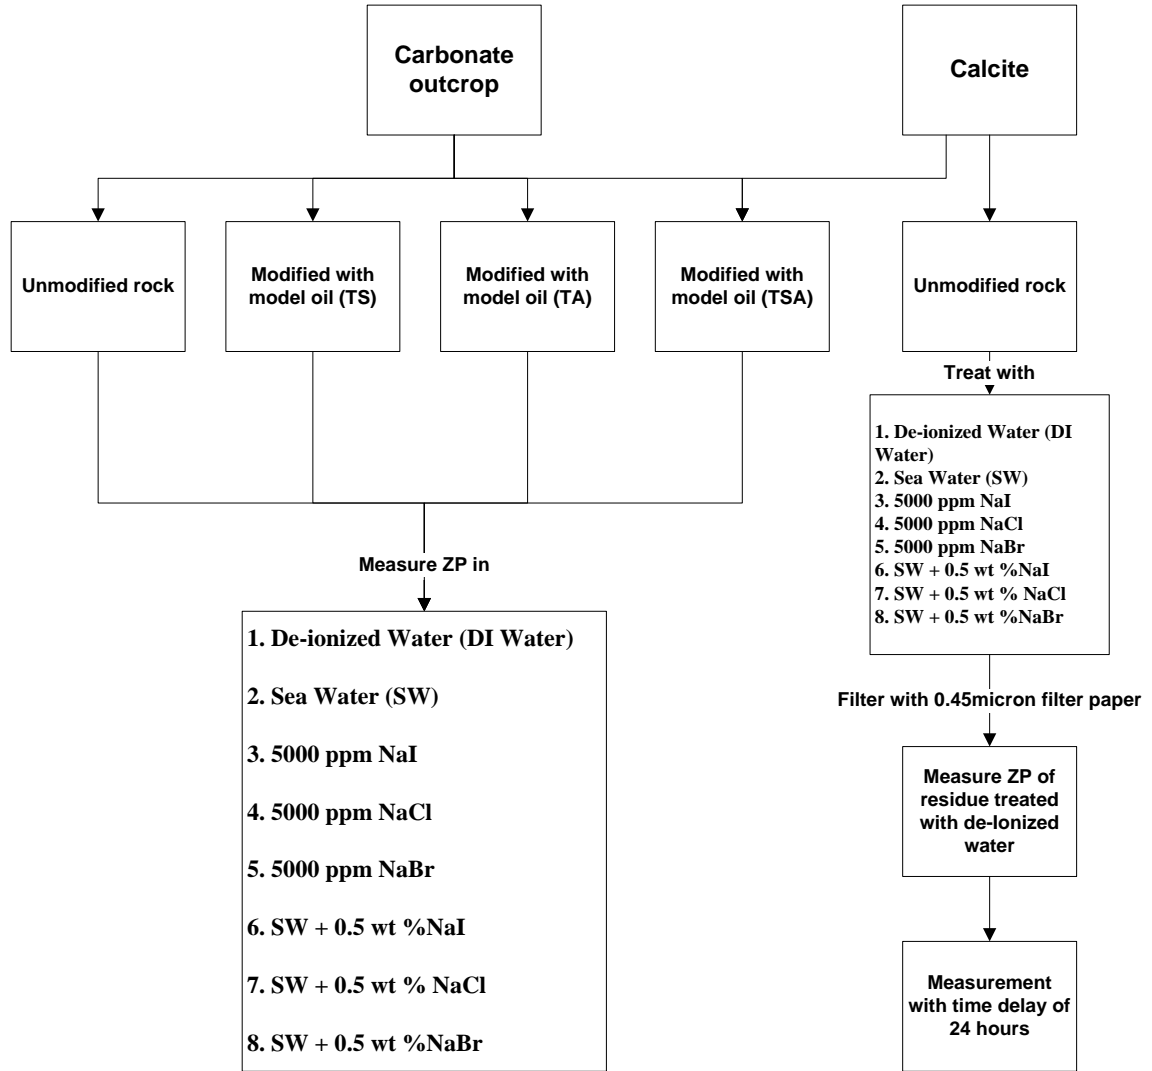 Carbonate
outcrop
Calcite
Unmodified rock
Modified with
model oil (TS)
Modified with
model oil (TA)
Modified with
model oil (TSA)
Unmodified rock
Treat with
1. De-ionized Water (DI
Water)
2. Sea Water (SW)
3. 5000 ppm NaI
4. 5000 ppm NaCl
5. 5000 ppm NaBr
6. SW + 0.5 wt %NaI
7. SW + 0.5 wt % NaCl
8. SW + 0.5 wt %NaBr
Measure ZP in
1. De-ionized Water (DI Water)
2. Sea Water (SW)
3. 5000 ppm NaI
4. 5000 ppm NaCl
5. 5000 ppm NaBr
6. SW + 0.5 wt %NaI
7. SW + 0.5 wt % NaCl
8. SW + 0.5 wt %NaBr
Filter with 0.45micron filter paper
Measure ZP of
residue treated
with de-Ionized
water
Measurement
with time delay of
24 hours